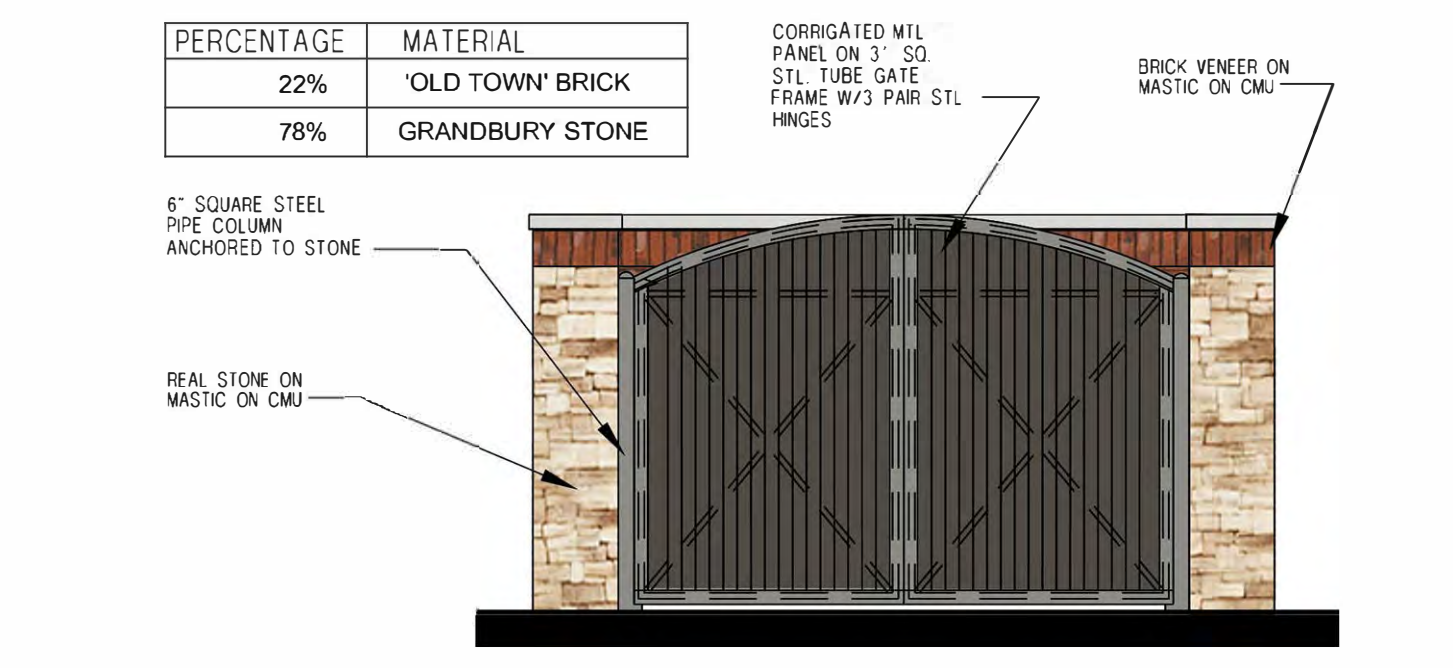 PERCENTAGE MATERIAL
22% 'OLD TOWN' BRICK
78% GRANDBURY STONE
CORRIGATED MTL
PANEL ON 3' SQ.
STL. TUBE GATE
FRAME W/3 PAIR STL
HINGES
BRICK VENEER ON
MASTIC ON CMU
6" SQUARE STEEL
PIPE COLUMN
ANCHORED TO STONE
REAL STONE ON
MASTIC ON CMU